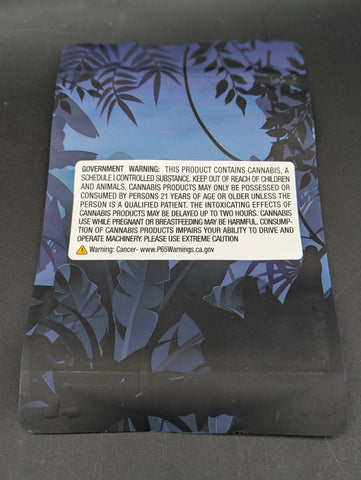 GOVERNMENT WARNING: THIS PRODUCT CONTAINS CANNABIS, A
SCHEDULE I CONTROLLED SUBSTANCE. KEEP OUT OF REACH OF CHILDREN
AND ANIMALS. CANNABIS PRODUCTS MAY ONLY BE POSSESSED OR
CONSUMED BY PERSONS 21 YEARS OF AGE OR OLDER UNLESS THE
PERSON IS A QUALIFIED PATIENT. THE INTOXICATING EFFECTS OF
CANNABIS PRODUCTS MAY BE DELAYED UP TO TWO HOURS. CANNABIS
USE WHILE PREGNANT OR BREASTFEEDING MAY BE HARMFUL. CONSUMP-
TION OF CANNABIS PRODUCTS IMPAIRS YOUR ABILITY TO DRIVE AND
OPERATE MACHINERY. PLEASE USE EXTREME CAUTION
Warning: Cancer- www.P65Warnings.ca.gov